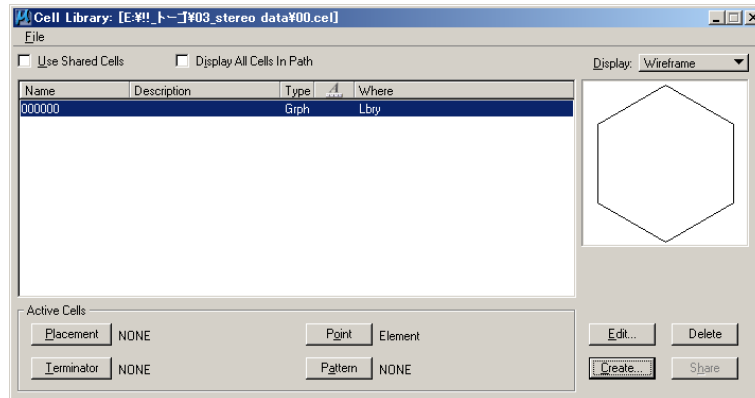 Cell Library: [E:¥!!_トーゴ¥03_stereo data¥00.cel]
File
Use Shared Cells Display All Cells In Path Display: Wireframe
Name Description Type A Where
000000 Grph Lbry
Active Cells
Placement NONE Point Element Edit... Delete
Terminator NONE Pattern NONE Create... Share